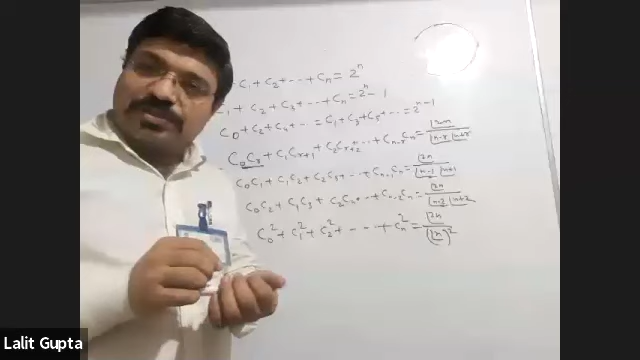 C₁ + C₂ + ··· + Cₙ = 2ⁿ
C₁ + C₂ + C₃ + ··· + Cₙ = 2ⁿ - 1
C₀ + C₂ + C₄ + ··· = C₁ + C₃ + C₅ + ··· = 2ⁿ⁻¹
C₀Cᵣ + C₁Cᵣ₊₁ + C₂Cᵣ₊₂ + ··· + Cₙ₋ᵣCₙ = |2n / |n-r |n+r
C₀C₁ + C₁C₂ + C₂C₃ + ··· + Cₙ₋₁Cₙ = |2n / |n-1 |n+1
C₀C₂ + C₁C₃ + C₂C₄ + ··· + Cₙ₋₂Cₙ = |2n / |n-2 |n+2
C₀² + C₁² + C₂² + - - - + Cₙ² = |2n / (|n)²
Lalit Gupta